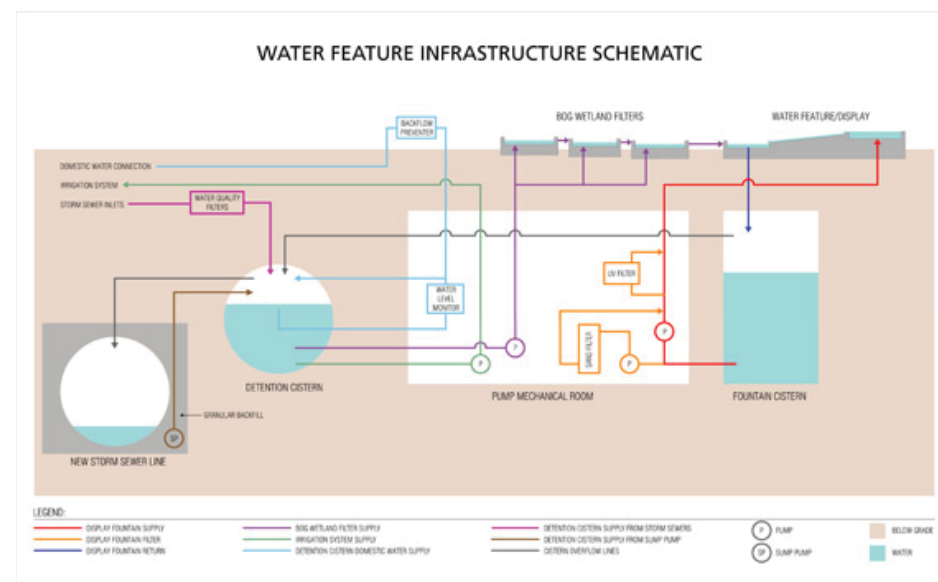 WATER FEATURE INFRASTRUCTURE SCHEMATIC
BOG WETLAND FILTERS
WATER FEATURE/DISPLAY
BACKFLOW
PREVENTER
DOMESTIC WATER CONNECTION
IRRIGATION SYSTEM
STORM SEWER INLETS
WATER QUALITY
FILTERS
UV FILTER
WATER
LEVEL
MONITOR
SAND FILTER
P
P
P
P
DETENTION CISTERN
PUMP MECHANICAL ROOM
FOUNTAIN CISTERN
GRANULAR BACKFILL
SP
NEW STORM SEWER LINE
LEGEND:
DISPLAY FOUNTAIN SUPPLY
DISPLAY FOUNTAIN FILTER
DISPLAY FOUNTAIN RETURN
BOG WETLAND FILTER SUPPLY
IRRIGATION SYSTEM SUPPLY
DETENTION CISTERN DOMESTIC WATER SUPPLY
DETENTION CISTERN SUPPLY FROM STORM SEWERS
DETENTION CISTERN SUPPLY FROM SUMP PUMP
CISTERN OVERFLOW LINES
P PUMP
SP SUMP PUMP
BELOW GRADE
WATER